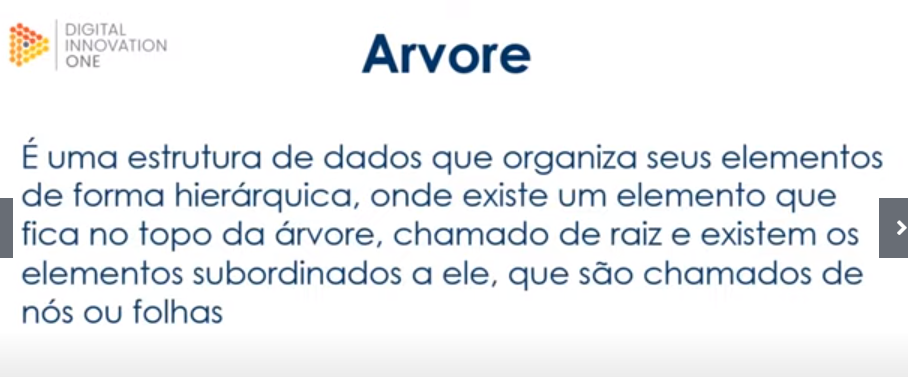 DIGITAL
INNOVATION
ONE
Arvore
É uma estrutura de dados que organiza seus elementos
de forma hierárquica, onde existe um elemento que
fica no topo da árvore, chamado de raiz e existem os
elementos subordinados a ele, que são chamados de
nós ou folhas